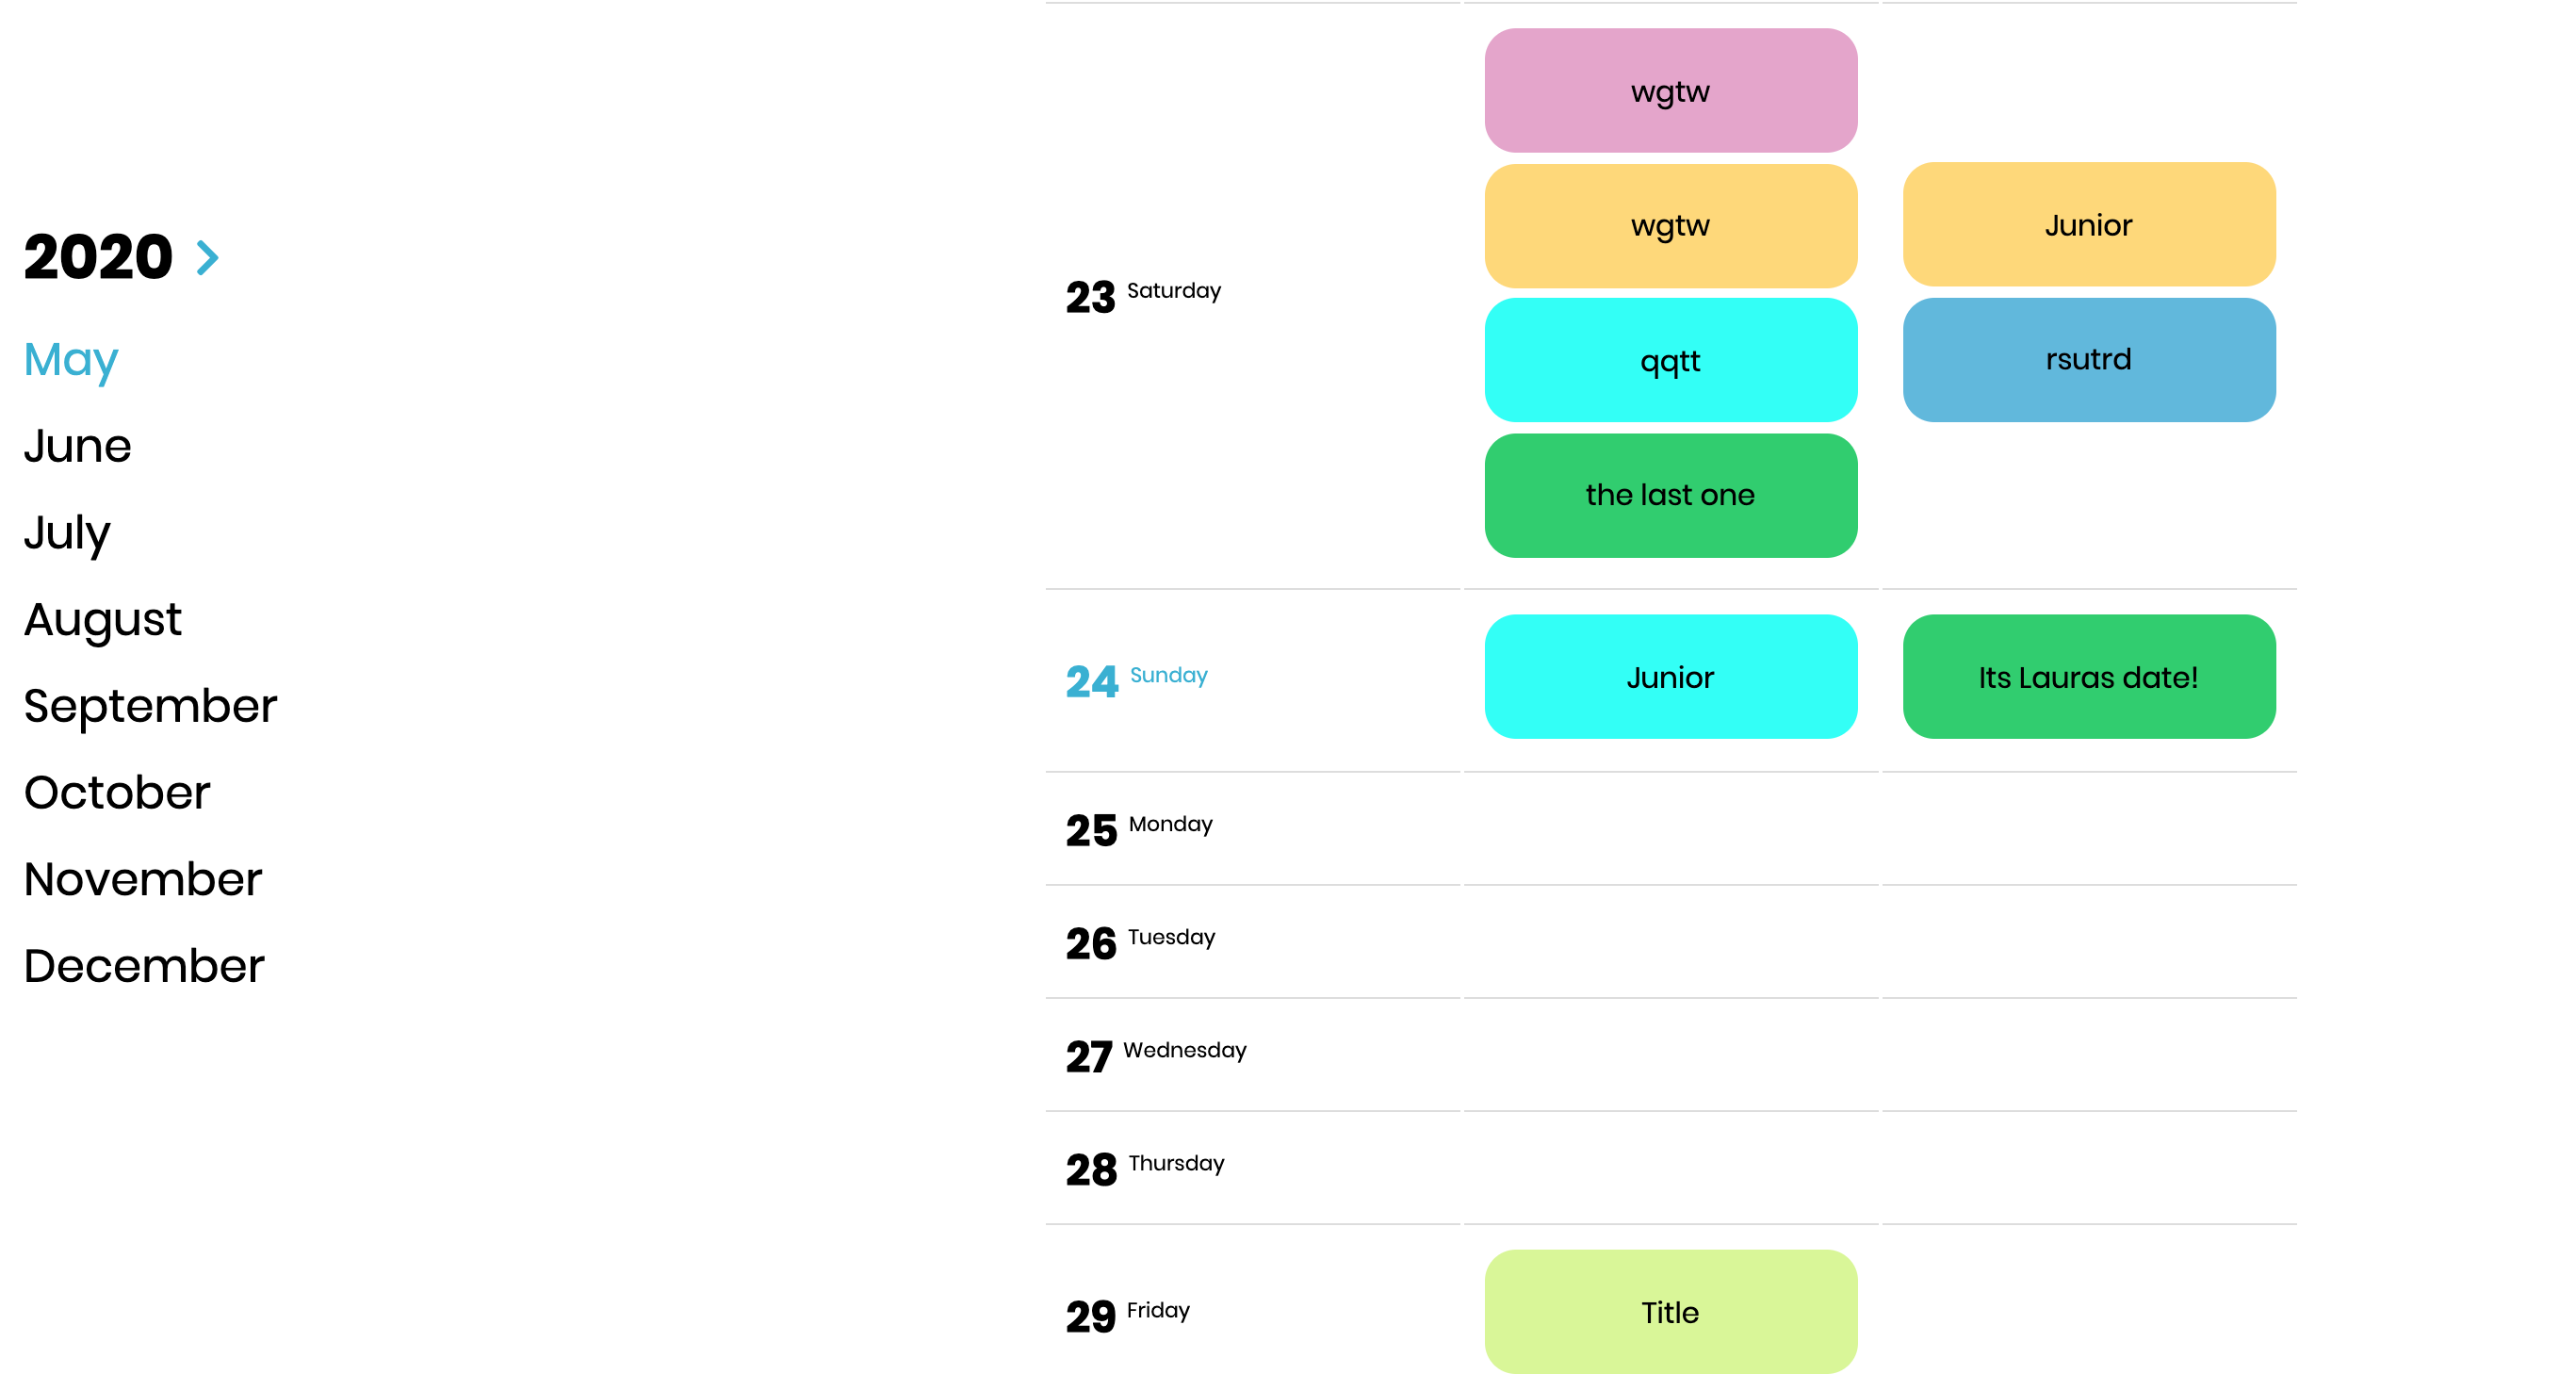 2020
May
June
July
August
September
October
November
December
23 Saturday
wgtw
wgtw
qqtt
the last one
Junior
rsutrd
24 Sunday
Junior
Its Lauras date!
25 Monday
26 Tuesday
27 Wednesday
28 Thursday
29 Friday
Title